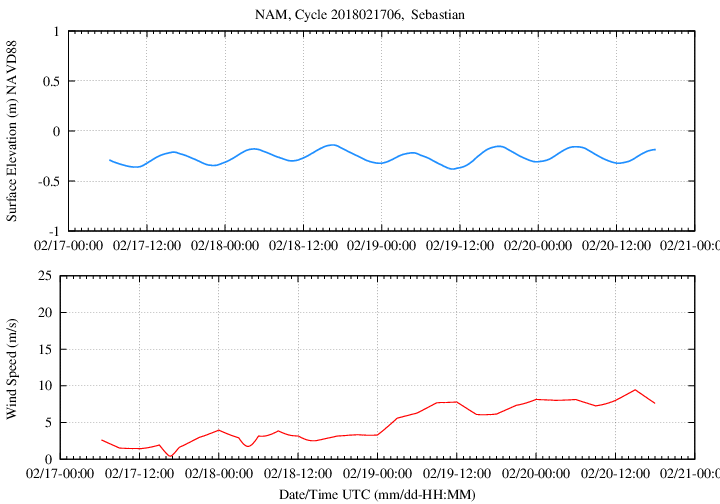 NAM, Cycle 2018021706,  Sebastian
1
0.5
0
-0.5
-1
Surface Elevation (m) NAVD88
02/17-00:00 02/17-12:00 02/18-00:00 02/18-12:00 02/19-00:00 02/19-12:00 02/20-00:00 02/20-12:00 02/21-00:0
25
20
15
10
5
0
Wind Speed (m/s)
02/17-00:00 02/17-12:00 02/18-00:00 02/18-12:00 02/19-00:00 02/19-12:00 02/20-00:00 02/20-12:00 02/21-00:0
Date/Time UTC (mm/dd-HH:MM)